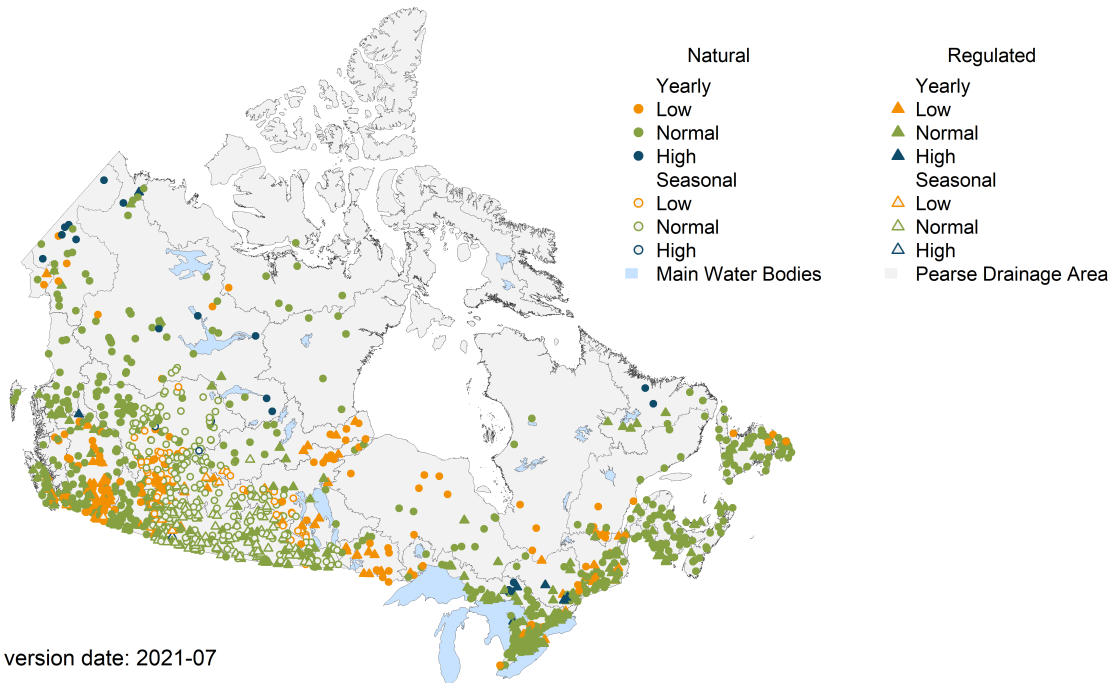 Natural
Regulated
Yearly
Yearly
Low
Low
Normal
Normal
High
High
Seasonal
Seasonal
Low
Low
Normal
Normal
High
High
Main Water Bodies
Pearse Drainage Area
version date: 2021-07